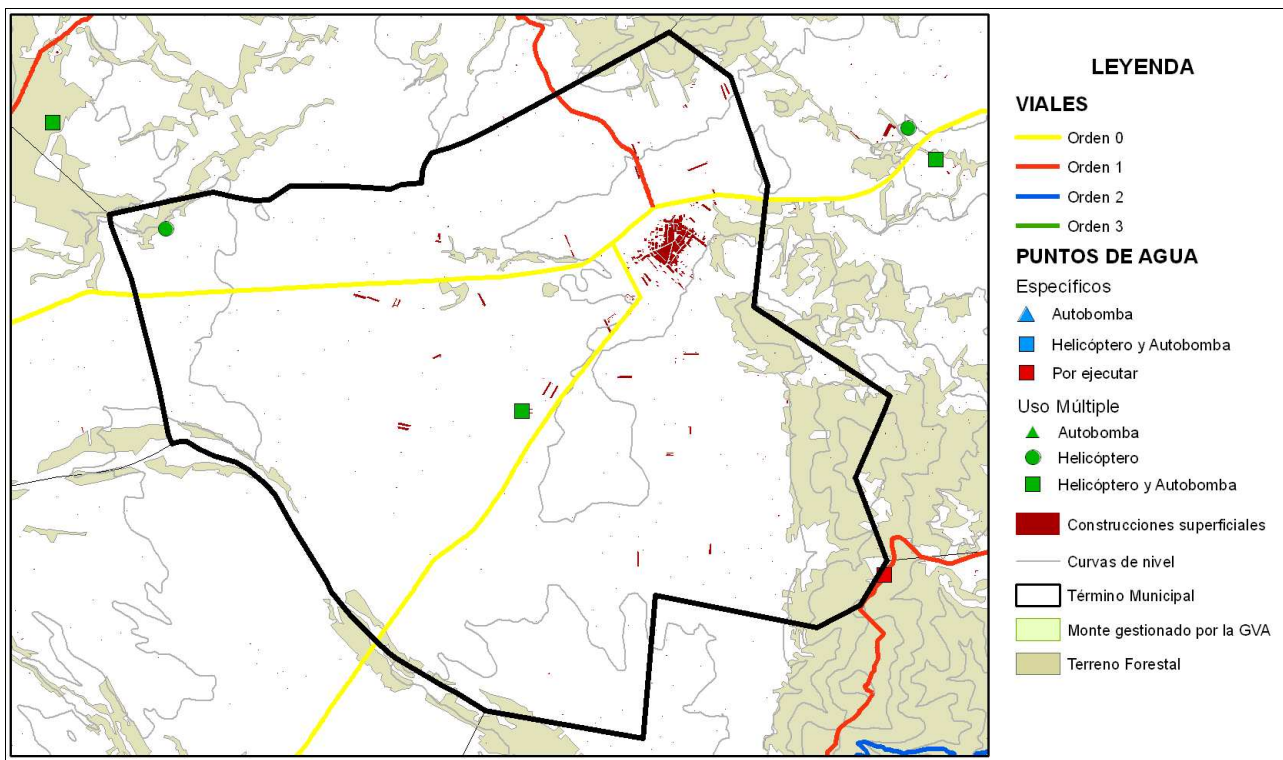 LEYENDA
VIALES
Orden 0
Orden 1
Orden 2
Orden 3
PUNTOS DE AGUA
Específicos
Autobomba
Helicóptero y Autobomba
Por ejecutar
Uso Múltiple
Autobomba
Helicóptero
Helicóptero y Autobomba
Construcciones superficiales
Curvas de nivel
Término Municipal
Monte gestionado por la GVA
Terreno Forestal